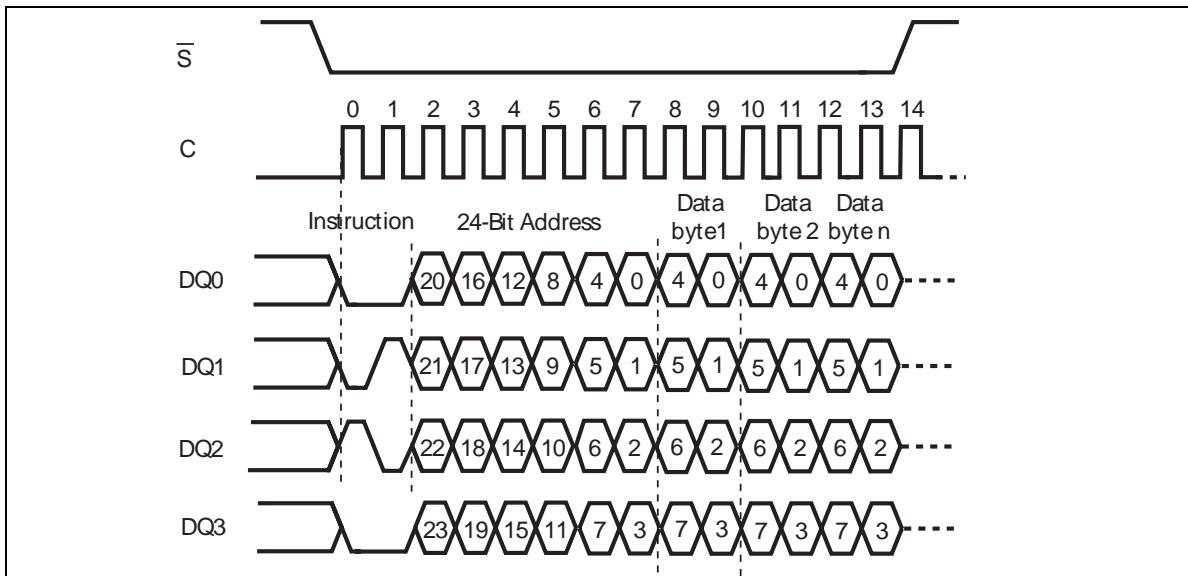 S
0 1 2 3 4 5 6 7 8 9 10 11 12 13 14
C
Instruction 24-Bit Address Data byte1 Data byte 2 Data byte n
DQ0 20 16 12 8 4 0 4 0 4 0 4 0
DQ1 21 17 13 9 5 1 5 1 5 1 5 1
DQ2 22 18 14 10 6 2 6 2 6 2 6 2
DQ3 23 19 15 11 7 3 7 3 7 3 7 3